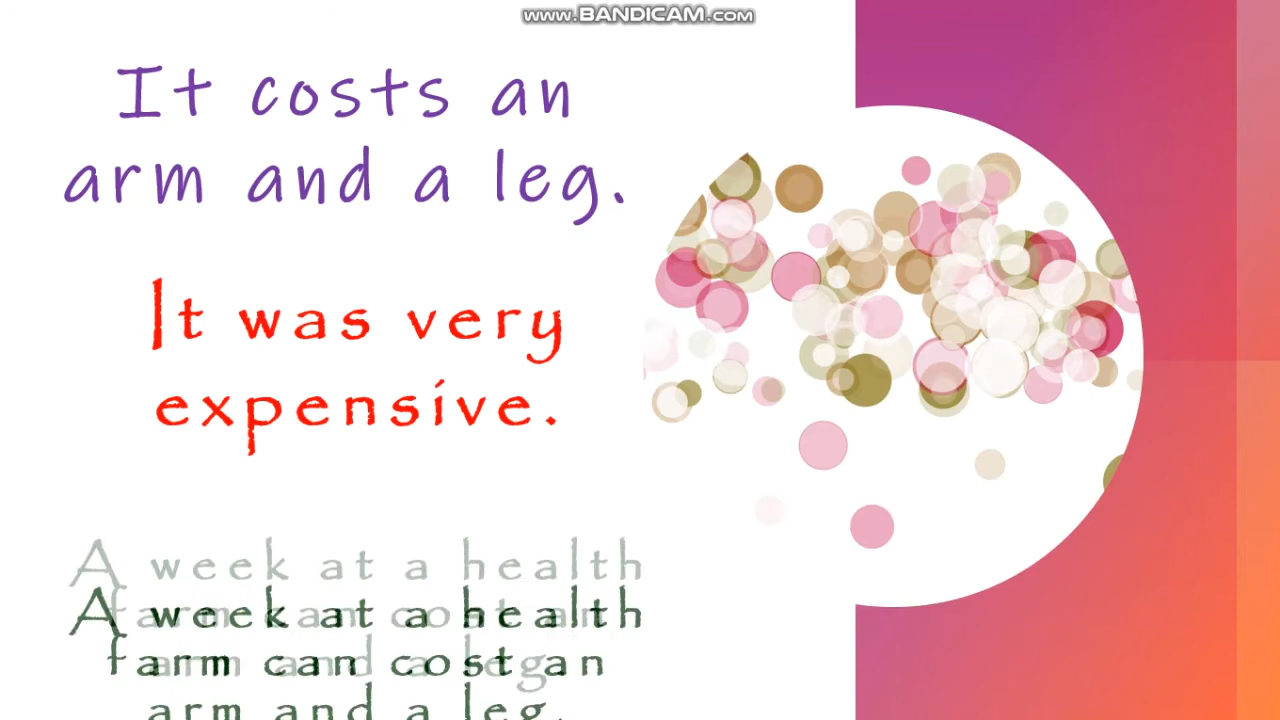 www.BANDICAM.com
It costs an
arm and a leg.
It was very
expensive.
A week at a health
farm can cost an
arm and a leg.